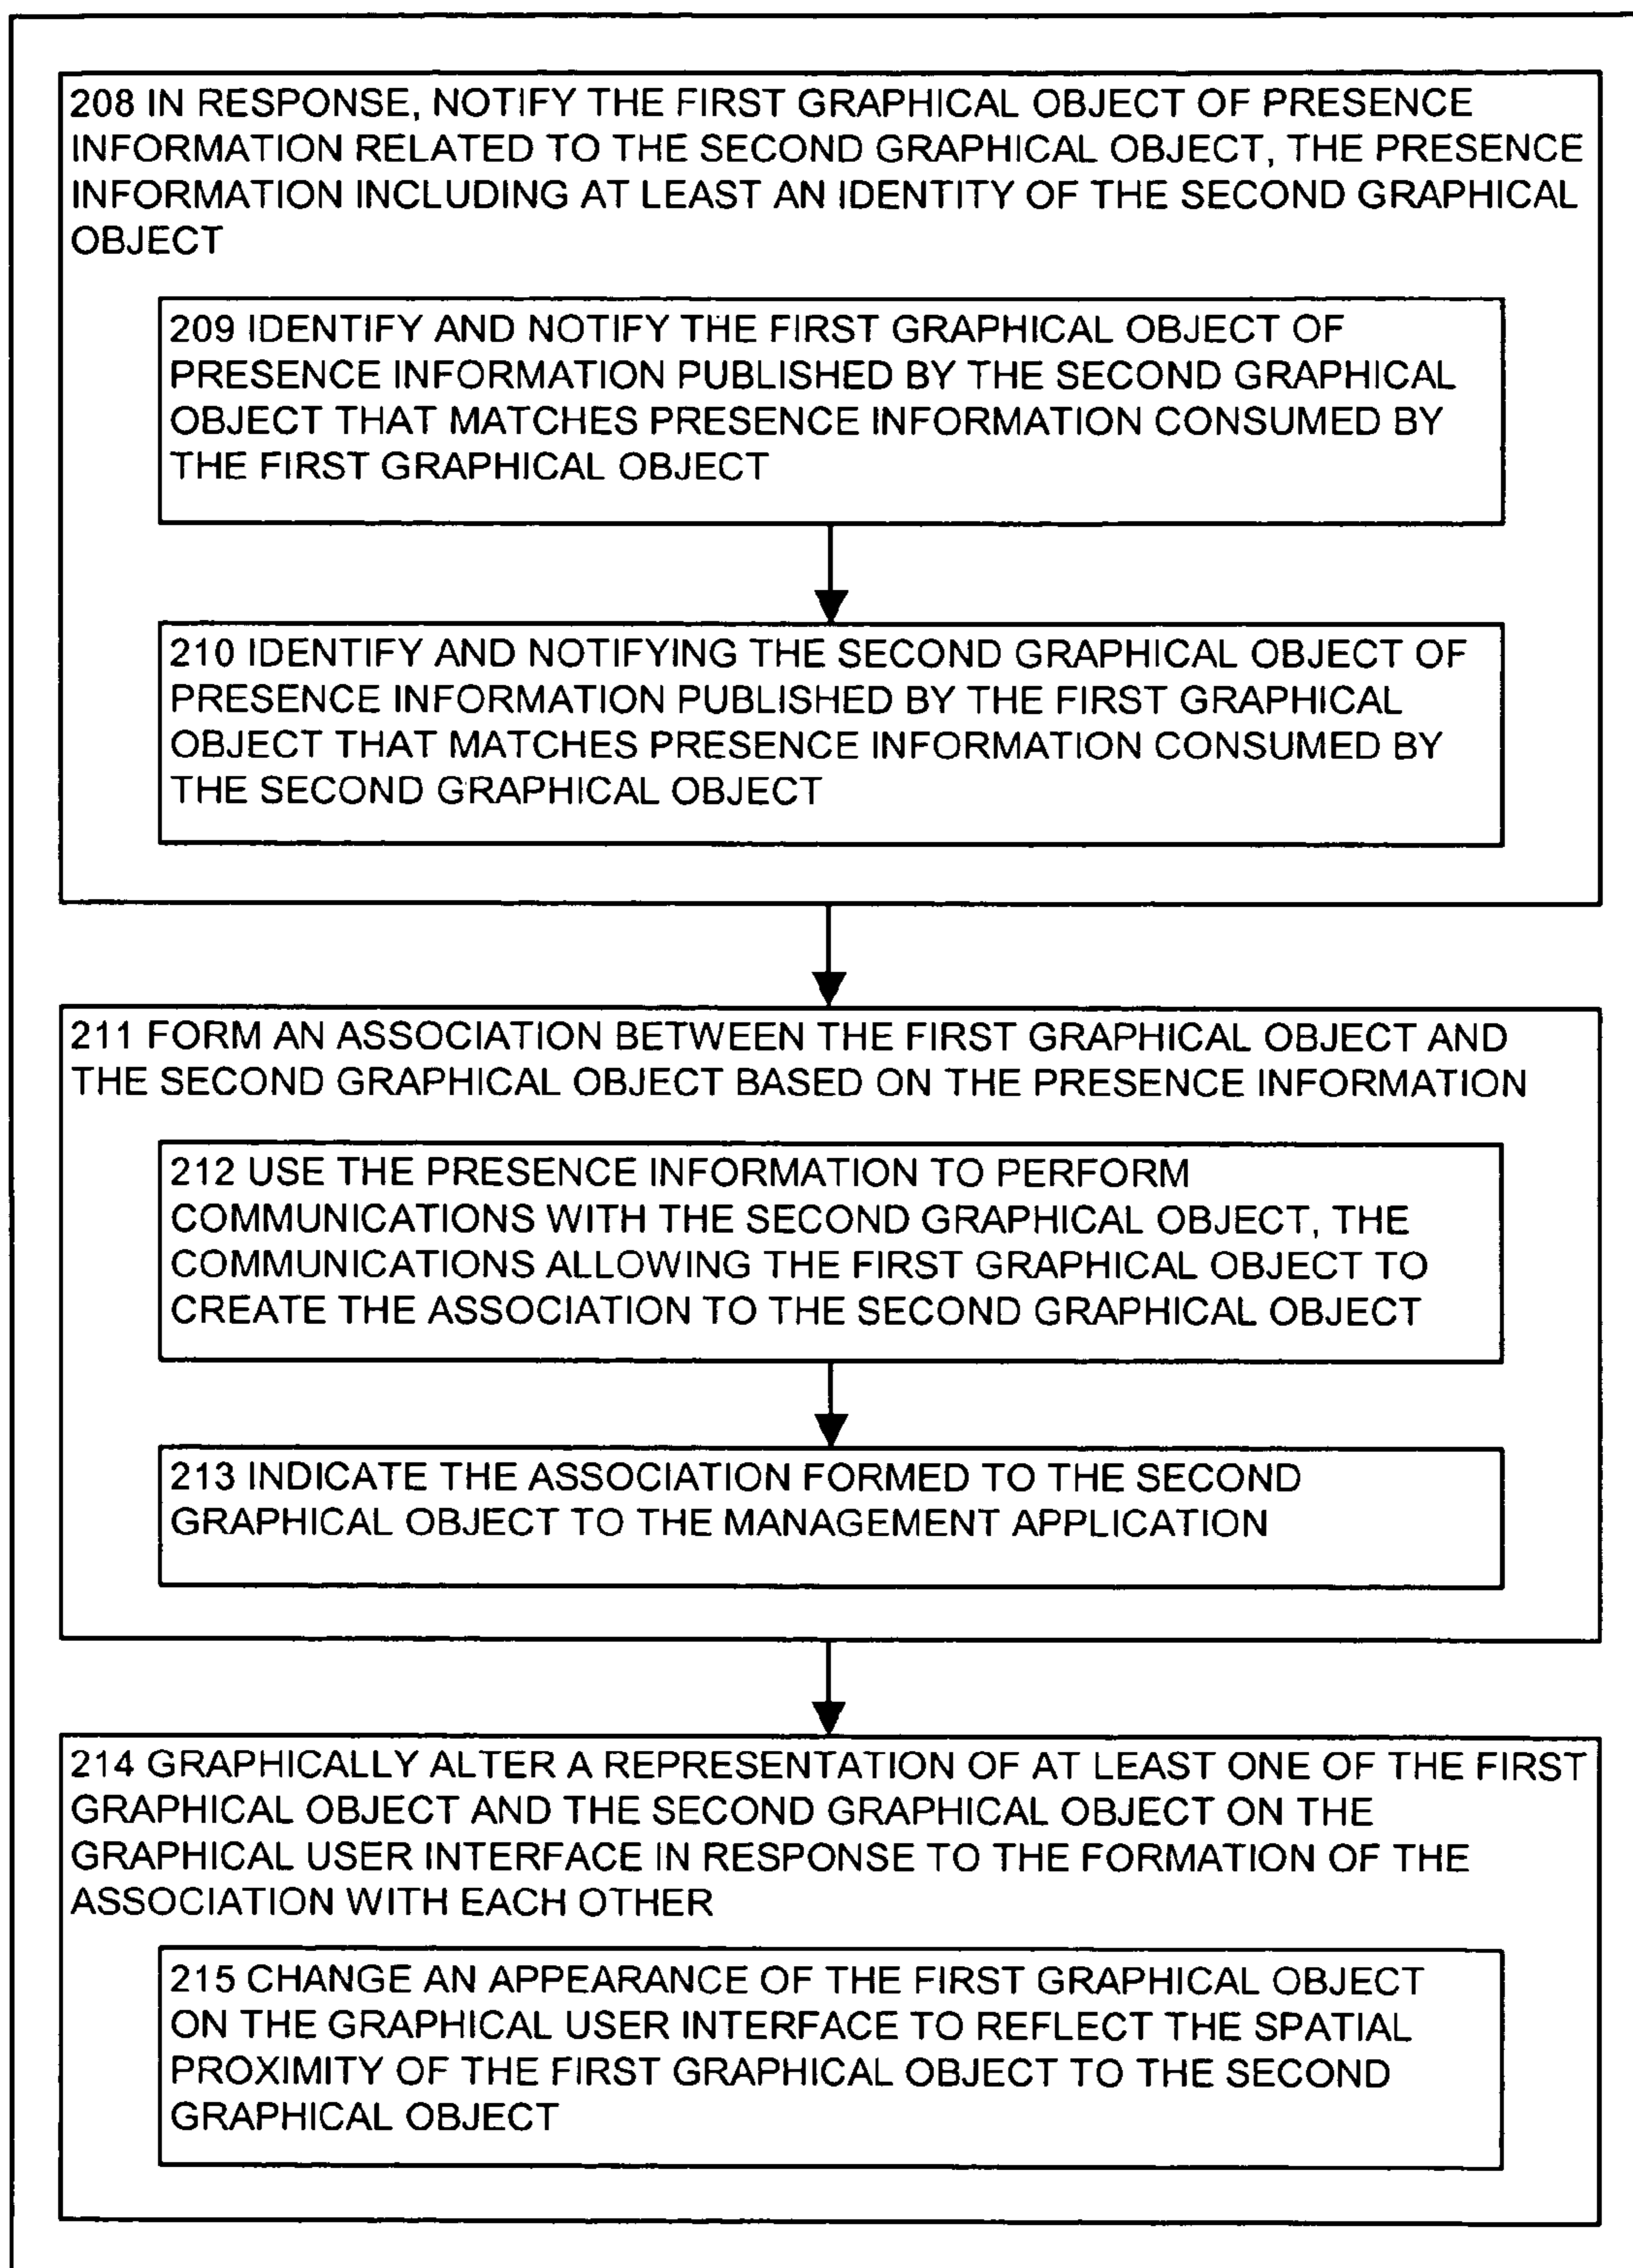 208 IN RESPONSE, NOTIFY THE FIRST GRAPHICAL OBJECT OF PRESENCE
INFORMATION RELATED TO THE SECOND GRAPHICAL OBJECT, THE PRESENCE
INFORMATION INCLUDING AT LEAST AN IDENTITY OF THE SECOND GRAPHICAL
OBJECT
209 IDENTIFY AND NOTIFY THE FIRST GRAPHICAL OBJECT OF
PRESENCE INFORMATION PUBLISHED BY THE SECOND GRAPHICAL
OBJECT THAT MATCHES PRESENCE INFORMATION CONSUMED BY
THE FIRST GRAPHICAL OBJECT
210 IDENTIFY AND NOTIFYING THE SECOND GRAPHICAL OBJECT OF
PRESENCE INFORMATION PUBLISHED BY THE FIRST GRAPHICAL
OBJECT THAT MATCHES PRESENCE INFORMATION CONSUMED BY
THE SECOND GRAPHICAL OBJECT
211 FORM AN ASSOCIATION BETWEEN THE FIRST GRAPHICAL OBJECT AND
THE SECOND GRAPHICAL OBJECT BASED ON THE PRESENCE INFORMATION
212 USE THE PRESENCE INFORMATION TO PERFORM
COMMUNICATIONS WITH THE SECOND GRAPHICAL OBJECT, THE
COMMUNICATIONS ALLOWING THE FIRST GRAPHICAL OBJECT TO
CREATE THE ASSOCIATION TO THE SECOND GRAPHICAL OBJECT
213 INDICATE THE ASSOCIATION FORMED TO THE SECOND
GRAPHICAL OBJECT TO THE MANAGEMENT APPLICATION
214 GRAPHICALLY ALTER A REPRESENTATION OF AT LEAST ONE OF THE FIRST
GRAPHICAL OBJECT AND THE SECOND GRAPHICAL OBJECT ON THE
GRAPHICAL USER INTERFACE IN RESPONSE TO THE FORMATION OF THE
ASSOCIATION WITH EACH OTHER
215 CHANGE AN APPEARANCE OF THE FIRST GRAPHICAL OBJECT
ON THE GRAPHICAL USER INTERFACE TO REFLECT THE SPATIAL
PROXIMITY OF THE FIRST GRAPHICAL OBJECT TO THE SECOND
GRAPHICAL OBJECT